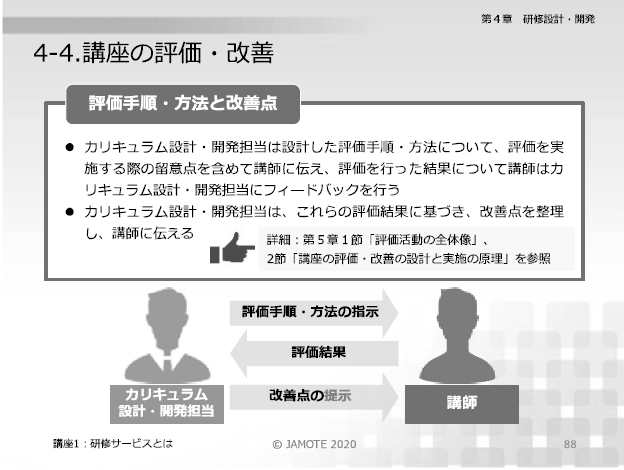 第４章　研修設計・開発
4-4.講座の評価・改善
評価手順・方法と改善点
● カリキュラム設計・開発担当は設計した評価手順・方法について、評価を実
施する際の留意点を含めて講師に伝え、評価を行った結果について講師はカ
リキュラム設計・開発担当にフィードバックを行う
● カリキュラム設計・開発担当は、これらの評価結果に基づき、改善点を整理
し、講師に伝える
詳細：第５章１節「評価活動の全体像」、
2節「講座の評価・改善の設計と実施の原理」を参照
評価手順・方法の指示
評価結果
改善点の提示
カリキュラム
設計・開発担当
講師
講座1：研修サービスとは
© JAMOTE 2020
88